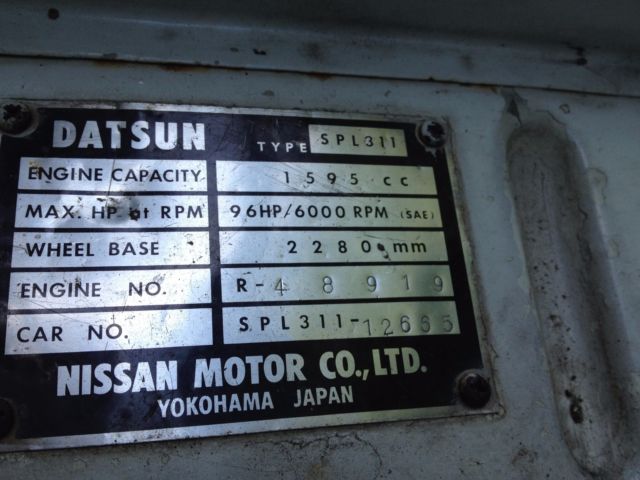 DATSUN TYPE SPL311
ENGINE CAPACITY 1595 cc
MAX. HP at RPM 96HP/6000 RPM (SAE)
WHEEL BASE 2280 mm
ENGINE NO. R-48919
CAR NO. SPL311-12665
NISSAN MOTOR CO., LTD.
YOKOHAMA JAPAN